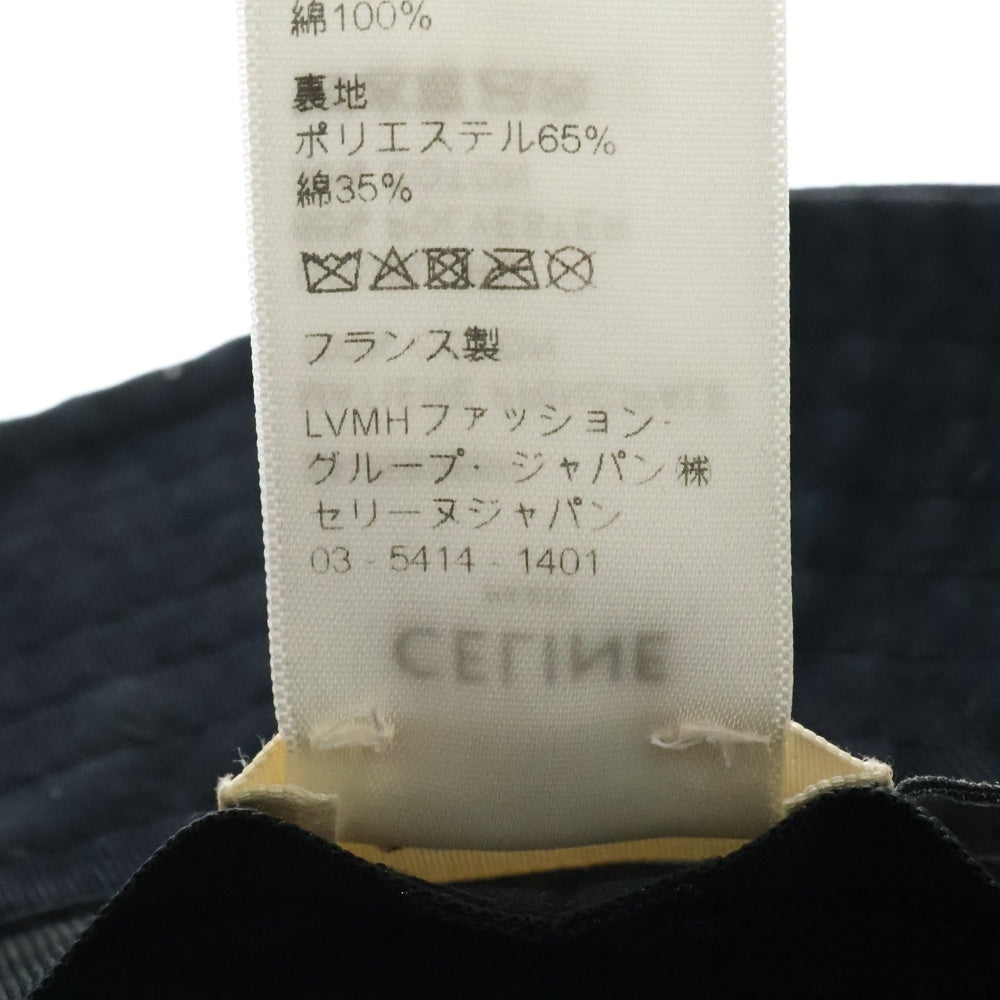 綿100%
裏地
ポリエステル65%
綿35%
フランス製
LVMHファッション・
グループ・ジャパン㈱
セリーヌジャパン
03 - 5414 - 1401
CELINE